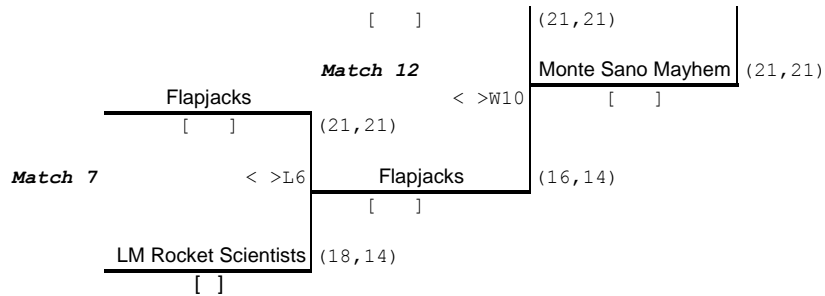 [ ] (21,21)
Match 12 Monte Sano Mayhem (21,21)
Flapjacks < >W10 [ ]
[ ] (21,21)
Match 7 < >L6 Flapjacks (16,14)
[ ]
LM Rocket Scientists (18,14)
[ ]